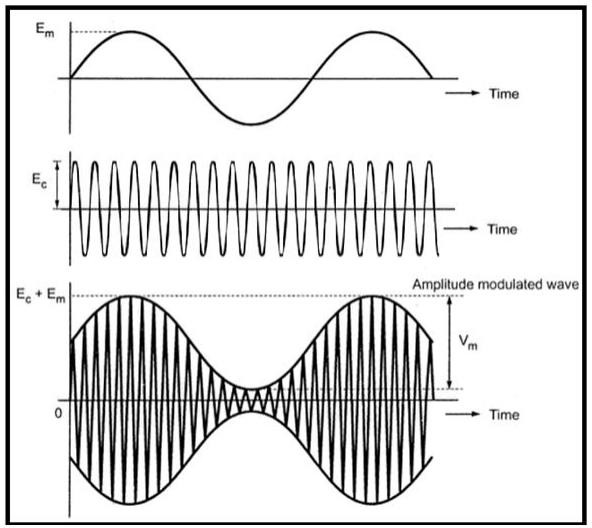 Em
Time
Ec
Time
Amplitude modulated wave
Ec + Em
Vm
0
Time